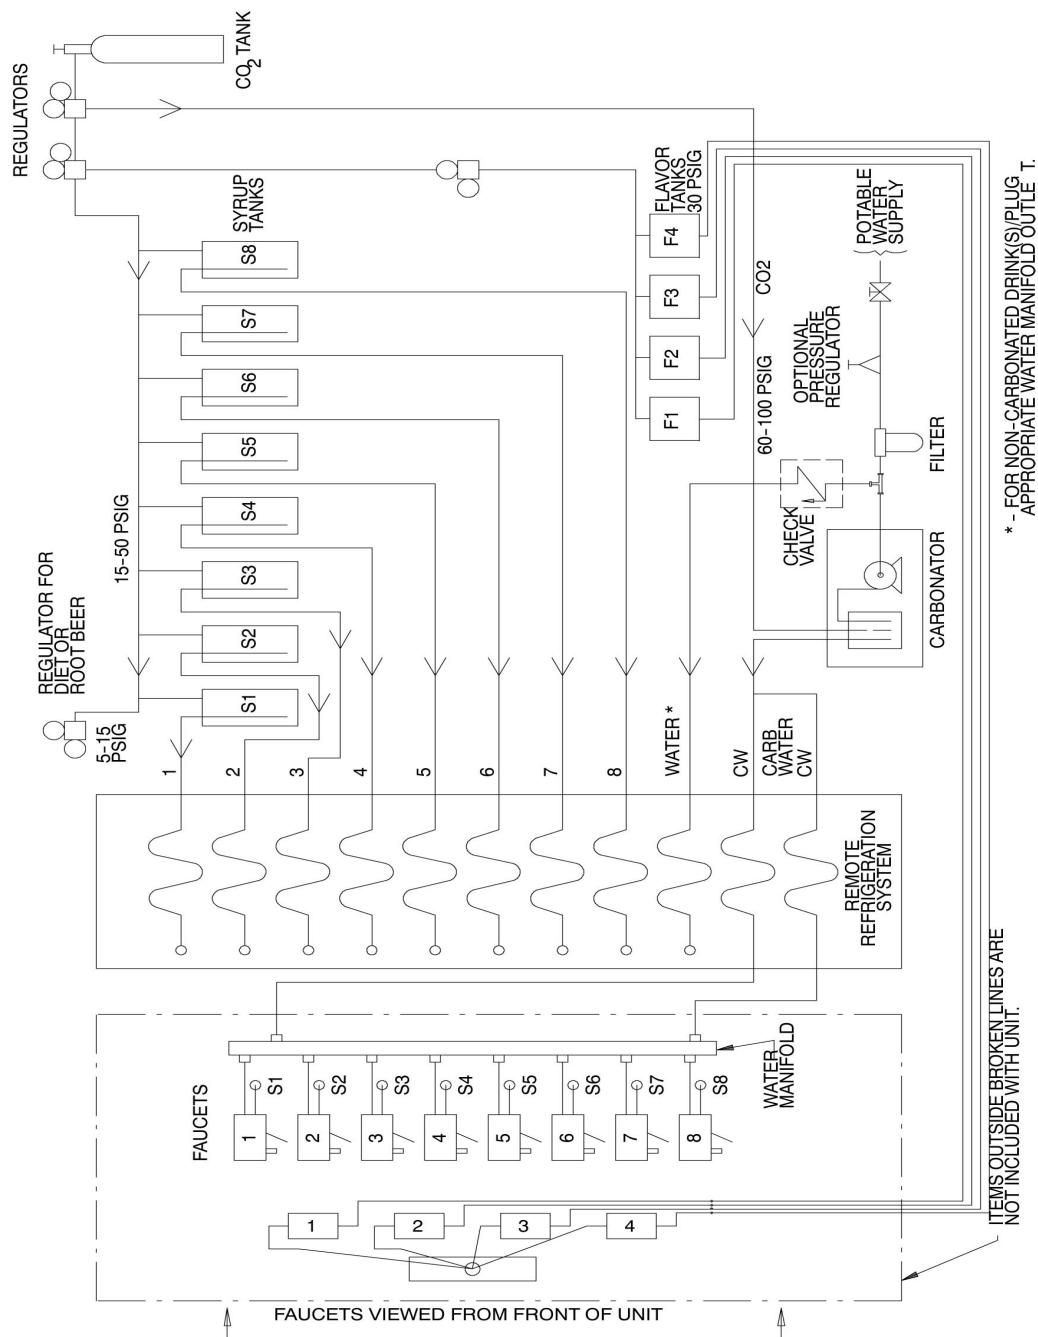 REGULATORS
CO2 TANK
REGULATOR FOR
DIET OR
ROOT BEER
5-15
PSIG
15-50 PSIG
SYRUP
TANKS
S1
S2
S3
S4
S5
S6
S7
S8
FLAVOR
TANKS
30 PSIG
F1
F2
F3
F4
60-100 PSIG
CO2
OPTIONAL
PRESSURE
REGULATOR
POTABLE
WATER
SUPPLY
CHECK
VALVE
FILTER
CARBONATOR
* - FOR NON-CARBONATED DRINK(S)/PLUG
APPROPRIATE WATER MANIFOLD OUTLE T.
1
2
3
4
5
6
7
8
WATER *
CW
CARB
WATER
CW
REMOTE
REFRIGERATION
SYSTEM
FAUCETS
S1
S2
S3
S4
S5
S6
S7
S8
1
2
3
4
5
6
7
8
WATER
MANIFOLD
1
2
3
4
ITEMS OUTSIDE BROKEN LINES ARE
NOT INCLUDED WITH UNIT.
FAUCETS VIEWED FROM FRONT OF UNIT